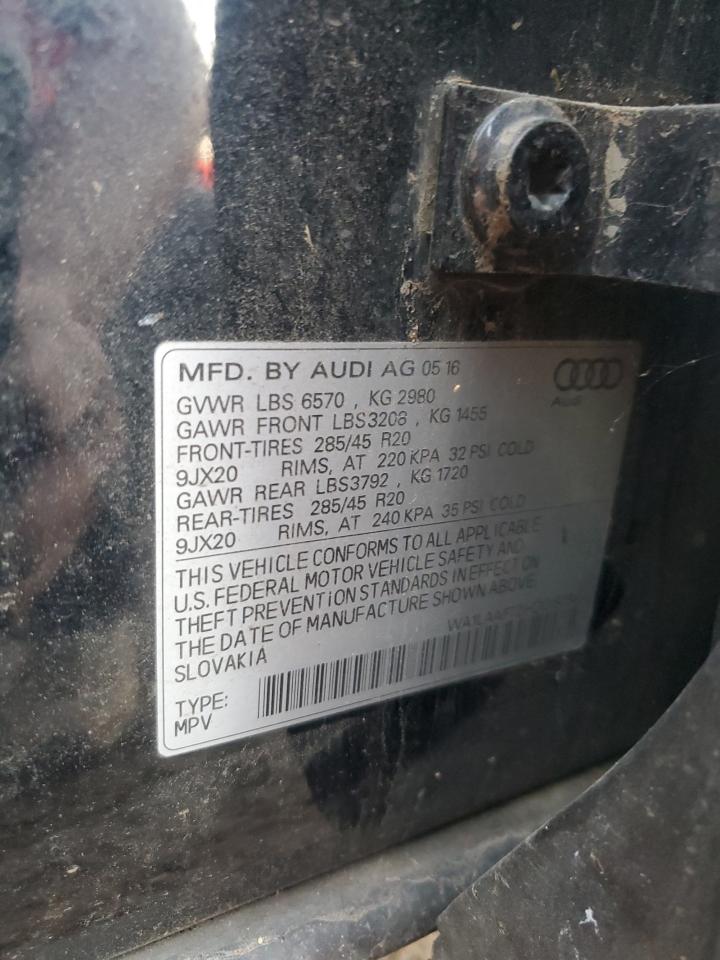 MFD. BY AUDI AG 05 16
Audi
GVWR LBS 6570 , KG 2980
GAWR FRONT LBS3208 , KG 1455
FRONT-TIRES 285/45 R20
9JX20 RIMS, AT 220 KPA 32 PSI COLD
GAWR REAR LBS3792 , KG 1720
REAR-TIRES 285/45 R20
9JX20 RIMS, AT 240 KPA 35 PSI COLD
THIS VEHICLE CONFORMS TO ALL APPLICABLE
U.S. FEDERAL MOTOR VEHICLE SAFETY AND
THEFT PREVENTION STANDARDS IN EFFECT ON
THE DATE OF MANUFACTURE SHOWN ABOVE
SLOVAKIA
TYPE:
MPV